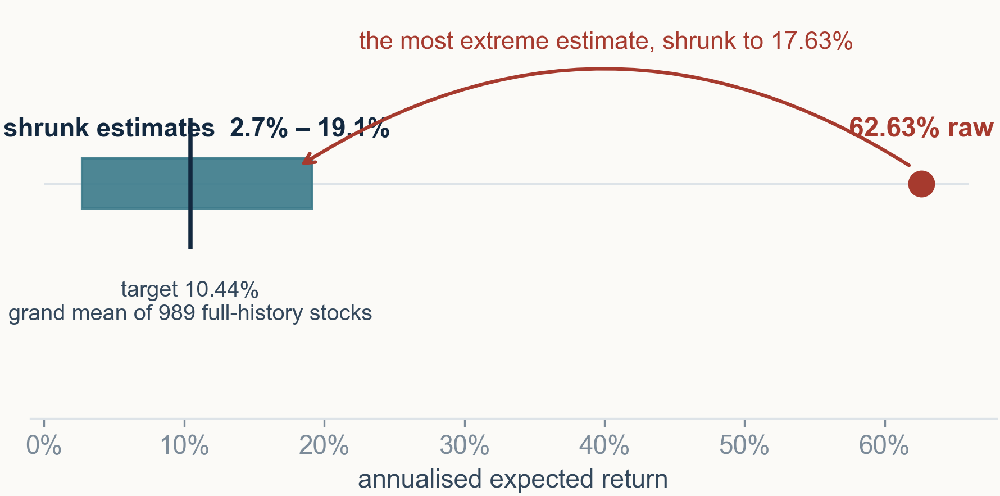 the most extreme estimate, shrunk to 17.63%
shrunk estimates 2.7% – 19.1%
62.63% raw
target 10.44%
grand mean of 989 full-history stocks
0% 10% 20% 30% 40% 50% 60%
annualised expected return